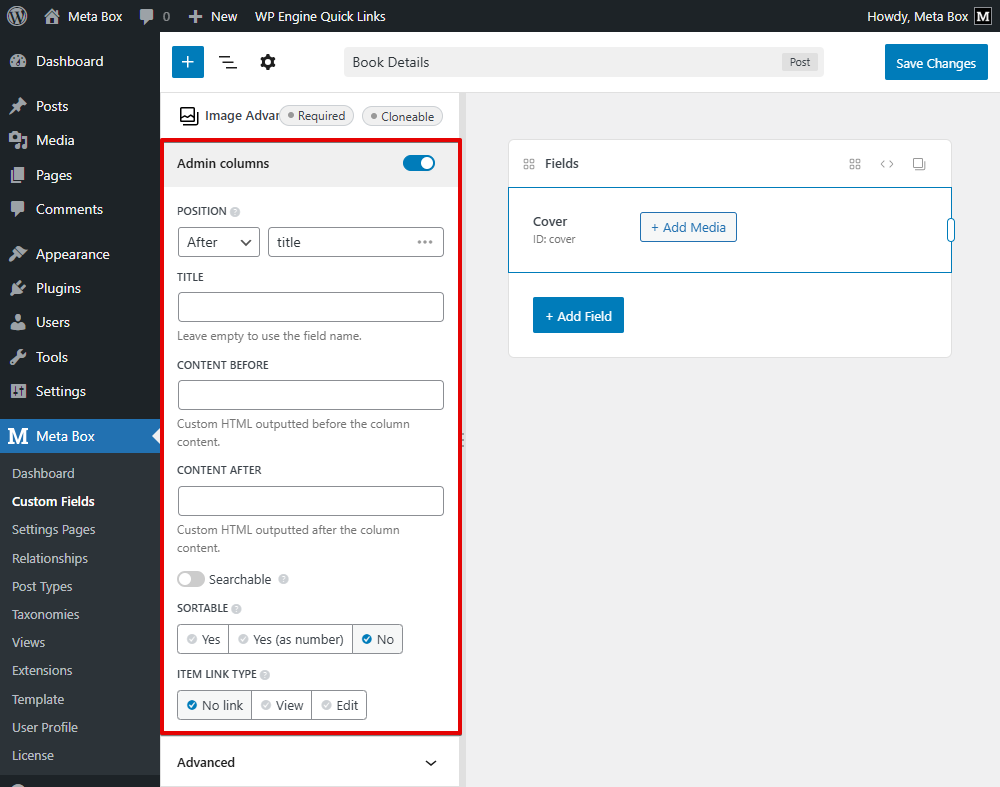 Meta Box
0
New
WP Engine Quick Links
Howdy, Meta Box
M
Dashboard
Posts
Media
Pages
Comments
Appearance
Plugins
Users
Tools
Settings
M Meta Box
Dashboard
Custom Fields
Settings Pages
Relationships
Post Types
Taxonomies
Views
Extensions
Template
User Profile
License
Book Details
Post
Save Changes
Image Advan
Required
Cloneable
Admin columns
POSITION
After
title
TITLE
Leave empty to use the field name.
CONTENT BEFORE
Custom HTML outputted before the column
content.
CONTENT AFTER
Custom HTML outputted after the column
content.
Searchable
SORTABLE
Yes
Yes (as number)
No
ITEM LINK TYPE
No link
View
Edit
Advanced
Fields
Cover
ID: cover
+ Add Media
+ Add Field